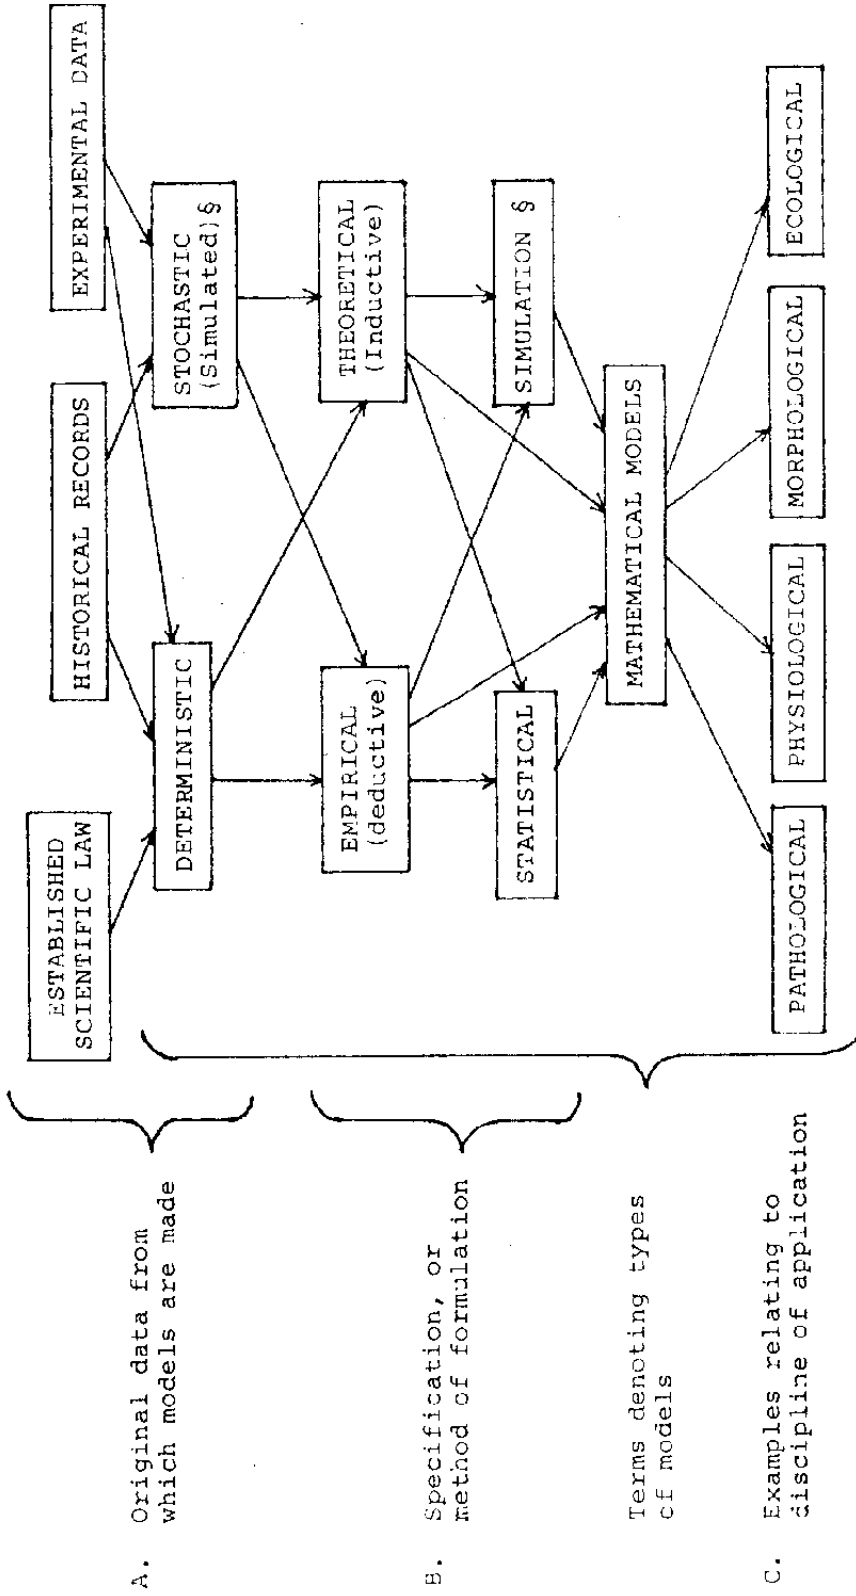 A. Original data from
which models are made
ESTABLISHED
SCIENTIFIC LAW
HISTORICAL RECORDS
EXPERIMENTAL DATA
DETERMINISTIC
STOCHASTIC
(Simulated)§
B. Specification, or
method of formulation
EMPIRICAL
(deductive)
THEORETICAL
(Inductive)
STATISTICAL
SIMULATION §
Terms denoting types
of models
MATHEMATICAL MODELS
C. Examples relating to
discipline of application
PATHOLOGICAL
PHYSIOLOGICAL
MORPHOLOGICAL
ECOLOGICAL